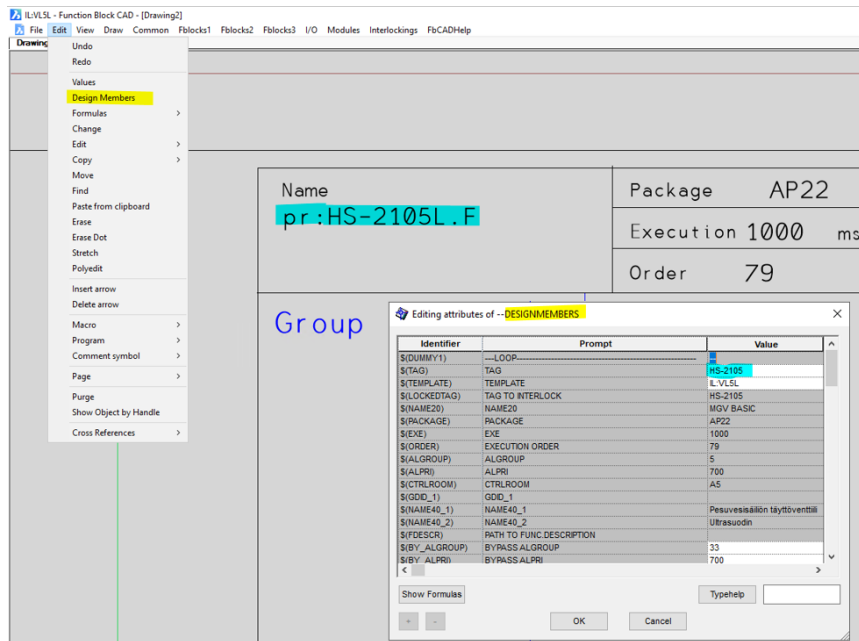 IL:VL5L - Function Block CAD - [Drawing2]
File Edit View Draw Common Fblocks1 Fblocks2 Fblocks3 I/O Modules Interlockings FbCADHelp
Drawing
Undo
Redo
Values
Design Members
Formulas
Change
Edit
Copy
Move
Find
Paste from clipboard
Erase
Erase Dot
Stretch
Polyedit
Insert arrow
Delete arrow
Macro
Program
Comment symbol
Page
Purge
Show Object by Handle
Cross References
Name
pr:HS-2105L.F
Package AP22
Execution 1000 ms
Order 79
Group
Editing attributes of --DESIGNMEMBERS
Identifier Prompt Value
$(DUMMY1) ----LOOP----
$(TAG) TAG HS-2105
$(TEMPLATE) TEMPLATE IL:VL5L
$(LOCKEDTAG) TAG TO INTERLOCK HS-2105
$(NAME20) NAME20 MGV BASIC
$(PACKAGE) PACKAGE AP22
$(EXE) EXE 1000
$(ORDER) EXECUTION ORDER 79
$(ALGROUP) ALGROUP 5
$(ALPRI) ALPRI 700
$(CTRLROOM) CTRLROOM A5
$(GDID_1) GDID_1
$(NAME40_1) NAME40_1 Pesuvesisäiliön täyttöventtiili
$(NAME40_2) NAME40_2 Ultrasuodin
$(FDESCR) PATH TO FUNC.DESCRIPTION
$(BY_ALGROUP) BYPASS ALGROUP 33
$(BY_ALPRI) BYPASS ALPRI 700
Show Formulas Typehelp
+ - OK Cancel